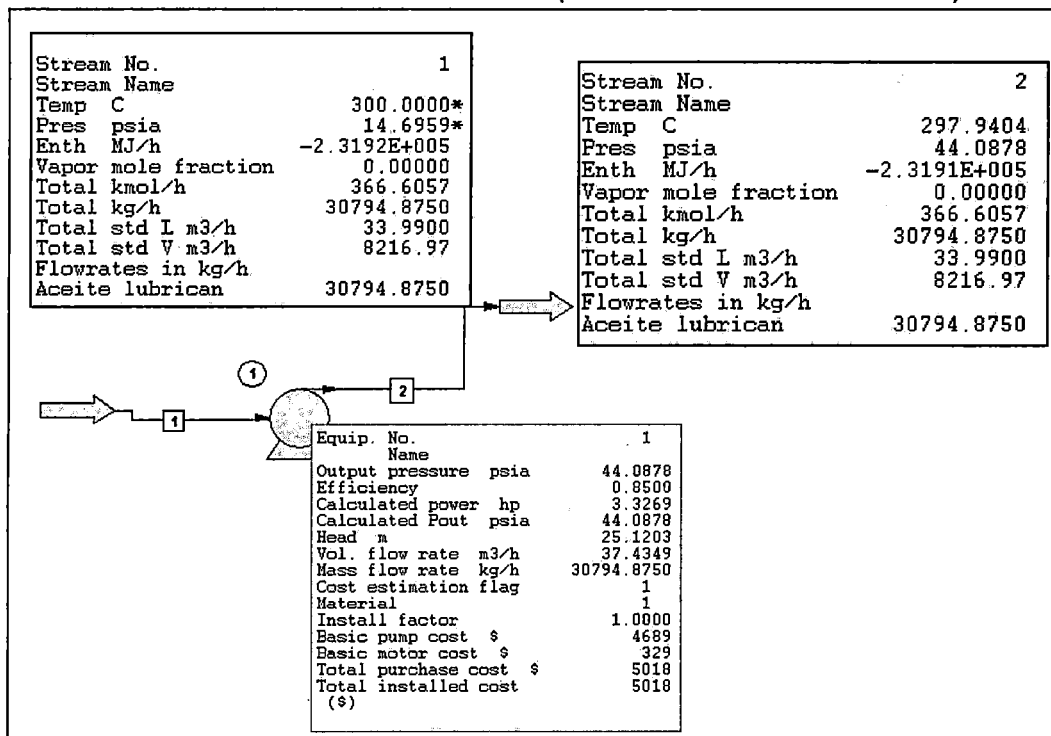 Stream No. 1
Stream Name
Temp C 300.0000*
Pres psia 14.6959*
Enth MJ/h -2.3192E+005
Vapor mole fraction 0.00000
Total kmol/h 366.6057
Total kg/h 30794.8750
Total std L m3/h 33.9900
Total std V m3/h 8216.97
Flowrates in kg/h
Aceite lubrican 30794.8750
Stream No. 2
Stream Name
Temp C 297.9404
Pres psia 44.0878
Enth MJ/h -2.3191E+005
Vapor mole fraction 0.00000
Total kmol/h 366.6057
Total kg/h 30794.8750
Total std L m3/h 33.9900
Total std V m3/h 8216.97
Flowrates in kg/h
Aceite lubrican 30794.8750
1
2
1
Equip. No. 1
Name
Output pressure psia 44.0878
Efficiency 0.8500
Calculated power hp 3.3269
Calculated Pout psia 44.0878
Head m 25.1203
Vol. flow rate m3/h 37.4349
Mass flow rate kg/h 30794.8750
Cost estimation flag 1
Material 1
Install factor 1.0000
Basic pump cost $ 4689
Basic motor cost $ 329
Total purchase cost $ 5018
Total installed cost 5018
($)